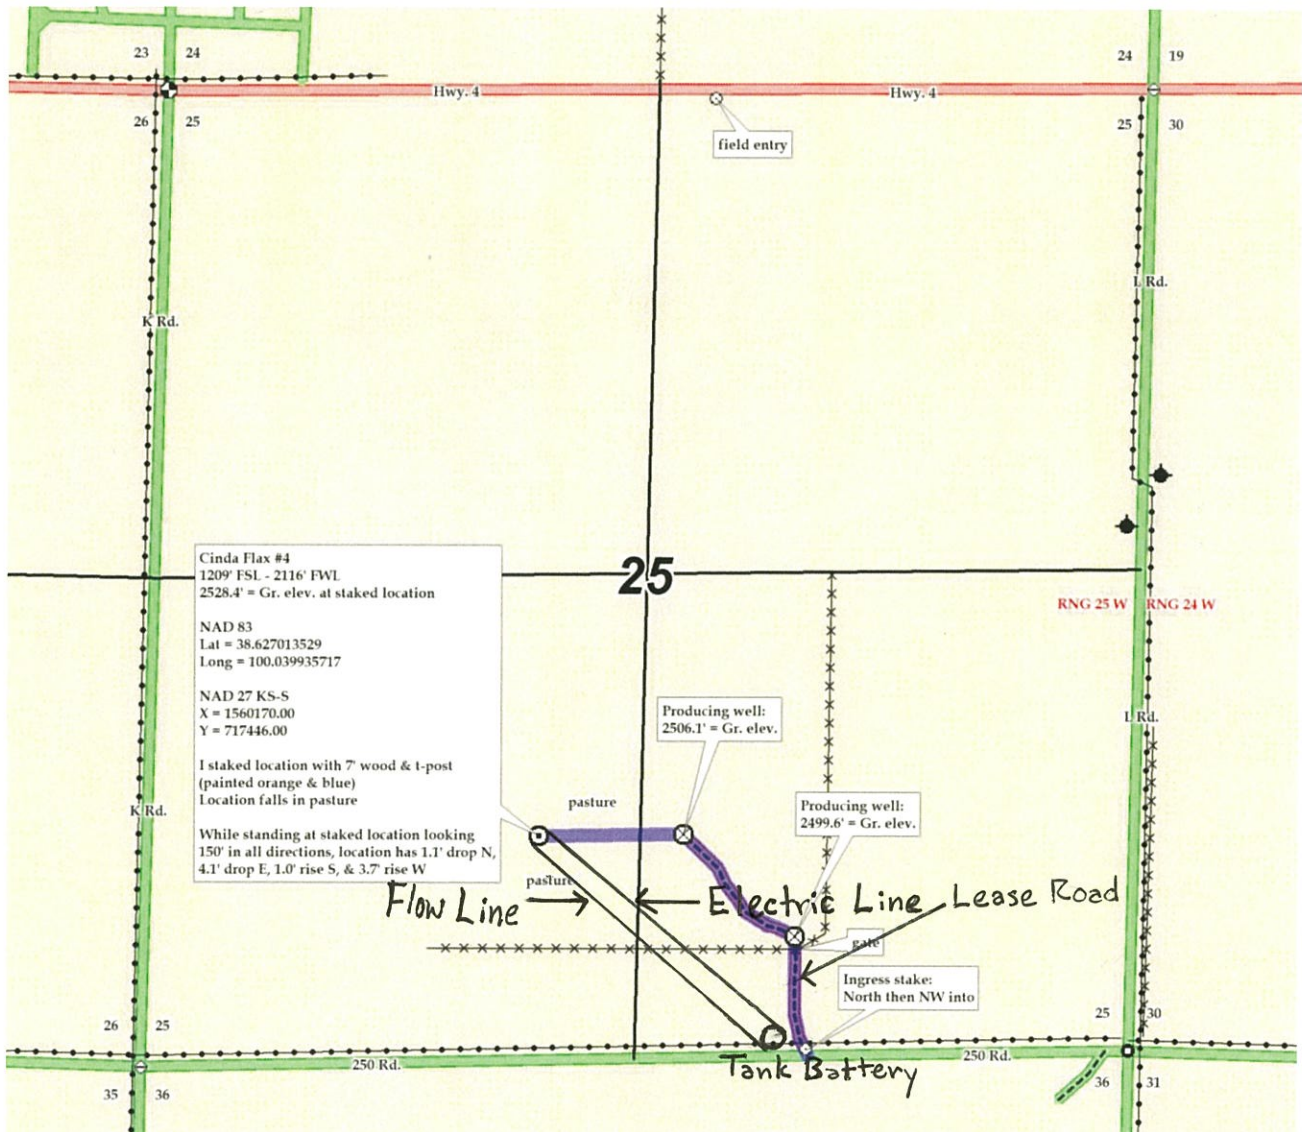 23 24
24 19
Hwy. 4
Hwy. 4
26 25
25 30
field entry
K Rd.
L Rd.
Cinda Flax #4
1209' FSL - 2116' FWL
2528.4' = Gr. elev. at staked location
NAD 83
Lat = 38.627013529
Long = 100.039935717
NAD 27 KS-S
X = 1560170.00
Y = 717446.00
I staked location with 7' wood & t-post
(painted orange & blue)
Location falls in pasture
While standing at staked location looking
150' in all directions, location has 1.1' drop N,
4.1' drop E, 1.0' rise S, & 3.7' rise W
25
RNG 25 W RNG 24 W
Producing well:
2506.1' = Gr. elev.
L Rd.
K Rd.
pasture
Producing well:
2499.6' = Gr. elev.
pasture
Flow Line
Electric Line
Lease Road
gate
Ingress stake:
North then NW into
26 25
25 30
250 Rd.
250 Rd.
Tank Battery
35 36
36 31